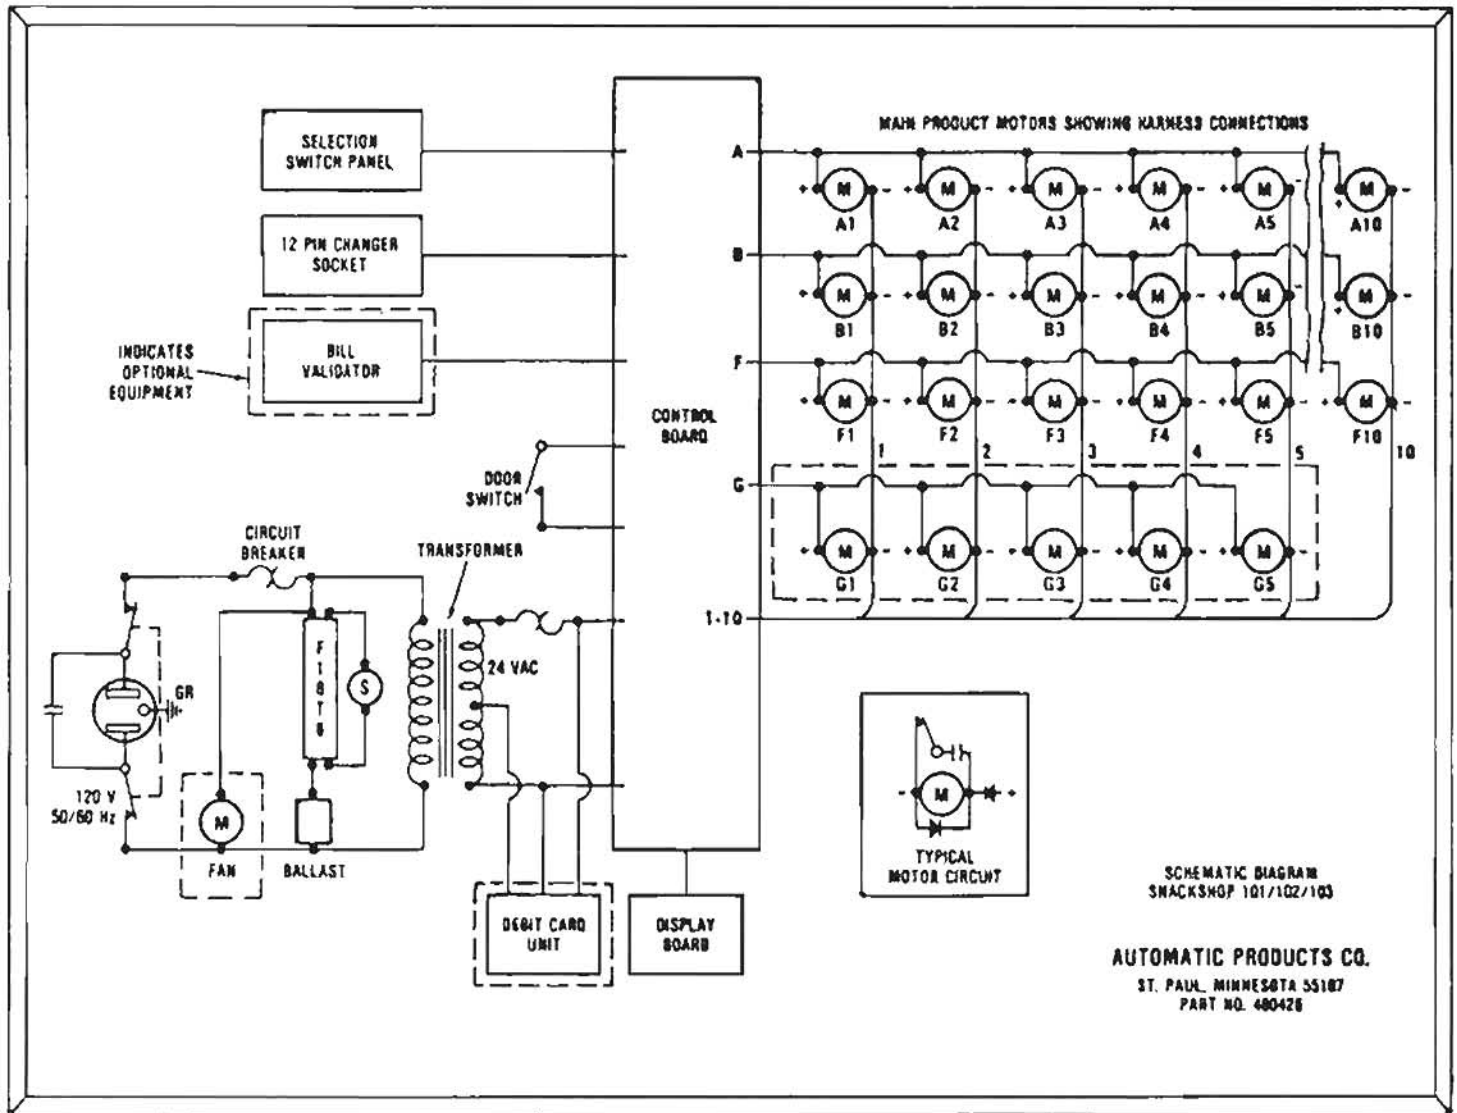 MAIN PRODUCT MOTORS SHOWING HARNESS CONNECTIONS
SELECTION
SWITCH PANEL
12 PIN CHANGER
SOCKET
BILL
VALIDATOR
INDICATES
OPTIONAL
EQUIPMENT
CONTROL
BOARD
DOOR
SWITCH
CIRCUIT
BREAKER
TRANSFORMER
24 VAC
GR
S
120 V
50/60 Hz
M
FAN
BALLAST
DEBIT CARD
UNIT
DISPLAY
BOARD
A
M M M M M M
A1 A2 A3 A4 A5 A10
B
M M M M M M
B1 B2 B3 B4 B5 B10
F
M M M M M M
F1 F2 F3 F4 F5 F10
1 2 3 4 5 10
G
M M M M M
G1 G2 G3 G4 G5
1-10
M
- +
TYPICAL
MOTOR CIRCUIT
SCHEMATIC DIAGRAM
SNACKSHOP 101/102/103
AUTOMATIC PRODUCTS CO.
ST. PAUL, MINNESOTA 55107
PART NO.